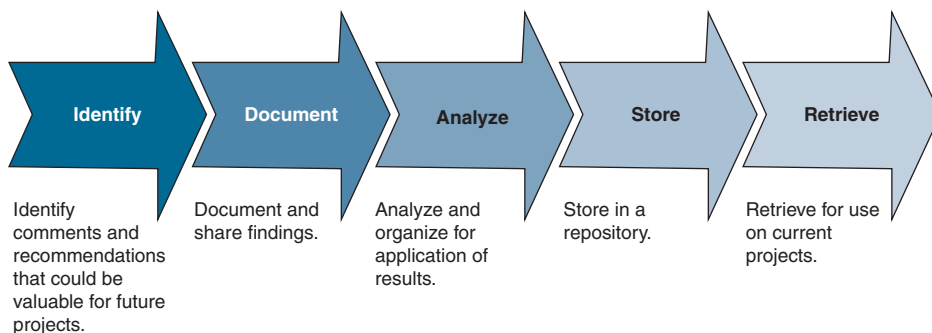 Identify
Document
Analyze
Store
Retrieve
Identify
comments and
recommendations
that could be
valuable for future
projects.
Document and
share findings.
Analyze and
organize for
application of
results.
Store in a
repository.
Retrieve for use
on current
projects.